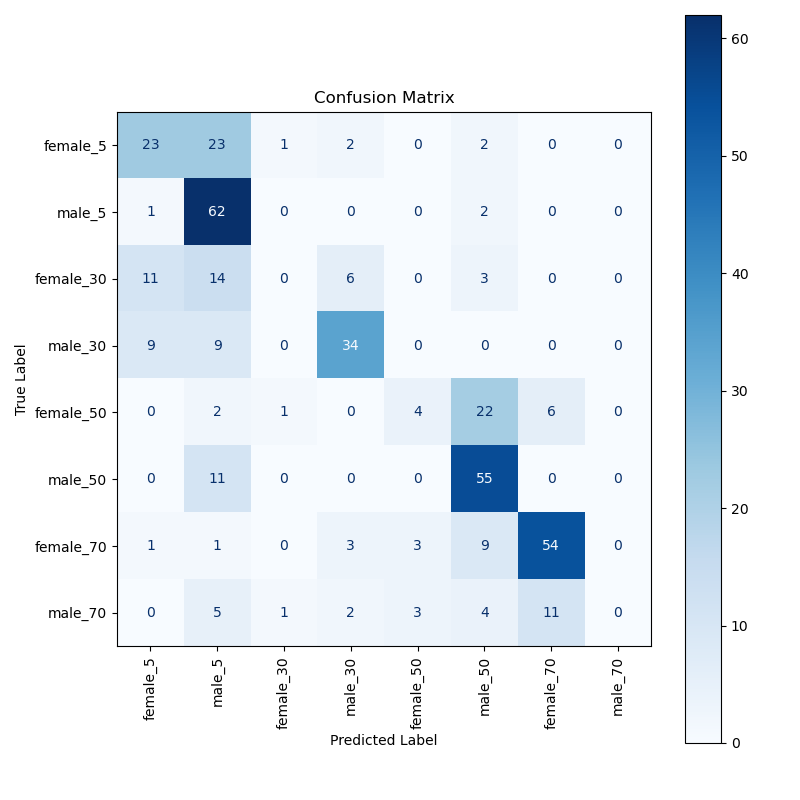 Confusion Matrix
True Label
female_5 23 23 1 2 0 2 0 0
male_5 1 62 0 0 0 2 0 0
female_30 11 14 0 6 0 3 0 0
male_30 9 9 0 34 0 0 0 0
female_50 0 2 1 0 4 22 6 0
male_50 0 11 0 0 0 55 0 0
female_70 1 1 0 3 3 9 54 0
male_70 0 5 1 2 3 4 11 0
female_5 male_5 female_30 male_30 female_50 male_50 female_70 male_70
Predicted Label
60
50
40
30
20
10
0